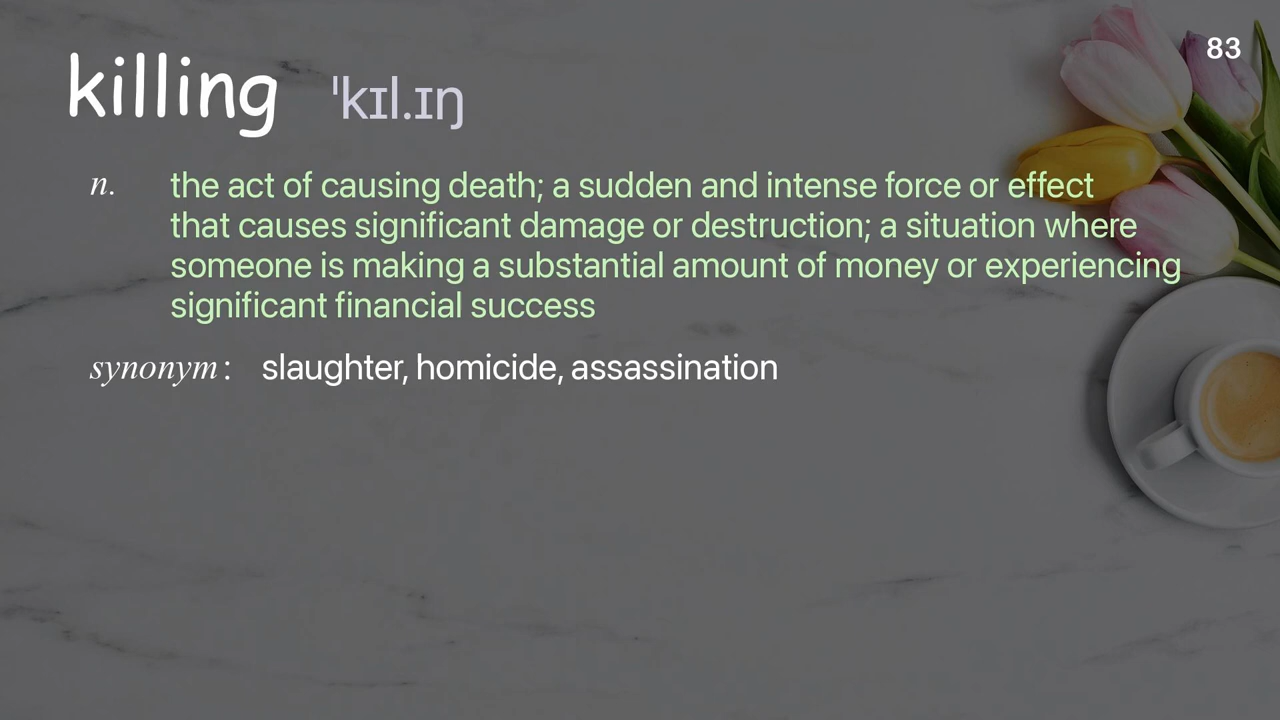 83
killing ˈkɪl.ɪŋ
n. the act of causing death; a sudden and intense force or effect
that causes significant damage or destruction; a situation where
someone is making a substantial amount of money or experiencing
significant financial success
synonym: slaughter, homicide, assassination